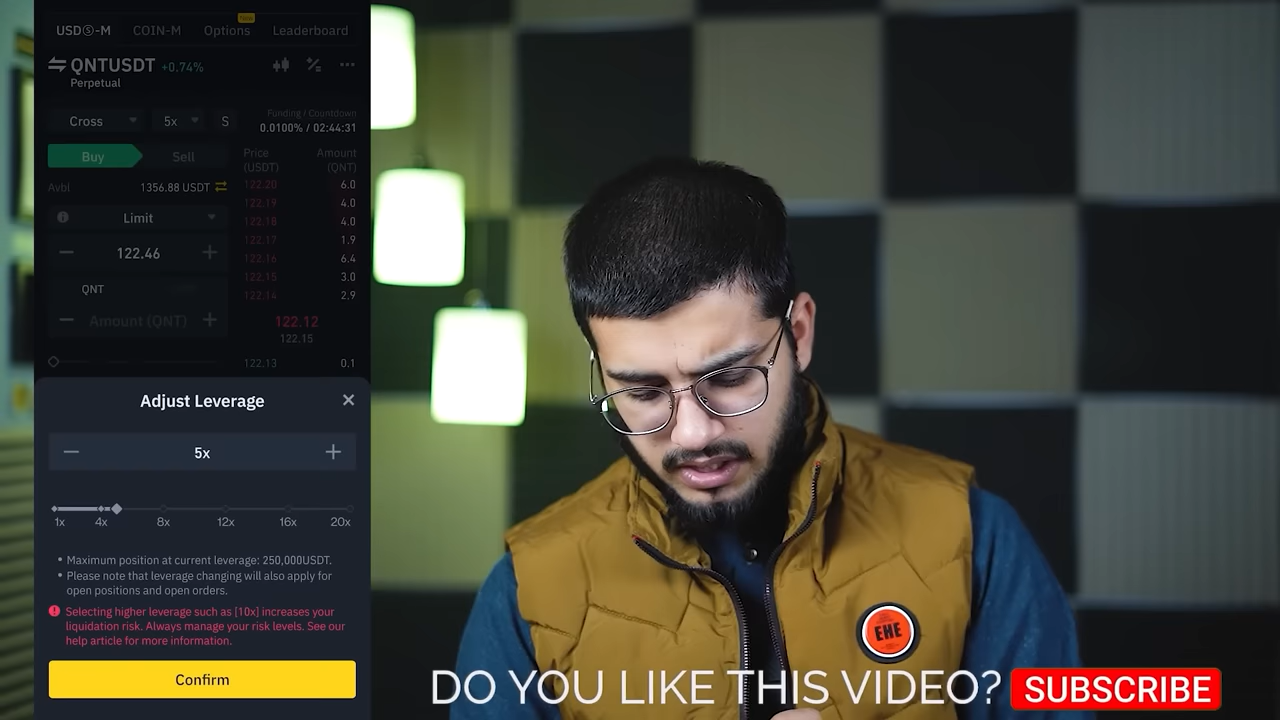 USDⓈ-M COIN-M Options New Leaderboard
QNTUSDT +0.74%
Perpetual
Cross 5x S
Funding / Countdown
0.0100% / 02:44:31
Buy Sell
Price (USDT) Amount (QNT)
Avbl 1356.88 USDT
122.20 6.0
122.19 4.0
Limit
122.18 4.0
122.17 1.9
122.46
122.16 6.4
122.15 3.0
QNT
122.14 2.9
Amount (QNT)
122.12
122.15
122.13 0.1
Adjust Leverage
5x
1x 4x 8x 12x 16x 20x
Maximum position at current leverage: 250,000USDT.
Please note that leverage changing will also apply for
open positions and open orders.
Selecting higher leverage such as [10x] increases your
liquidation risk. Always manage your risk levels. See our
help article for more information.
Confirm
EHE
DO YOU LIKE THIS VIDEO? SUBSCRIBE